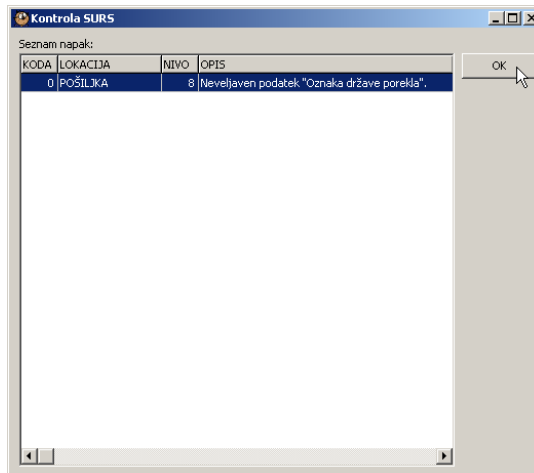 Kontrola SURS
Seznam napak:
KODA LOKACIJA NIVO OPIS
0 POŠILJKA 8 Neveljaven podatek "Oznaka države porekla".
OK